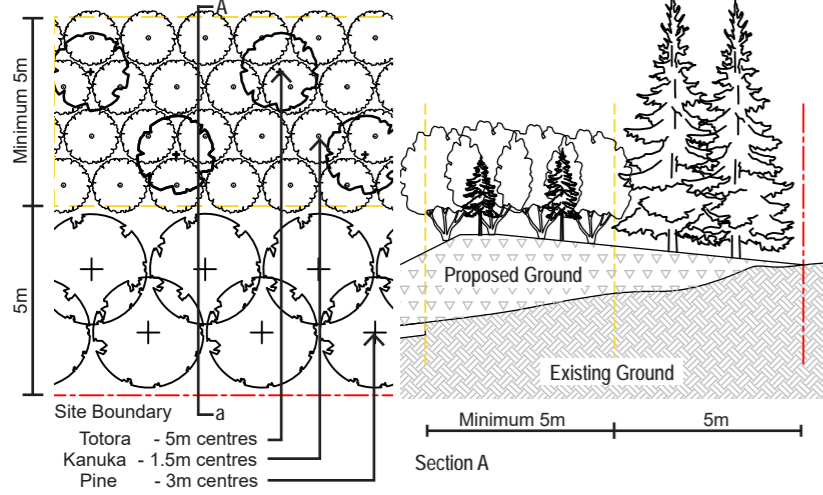 A
Minimum 5m
5m
Site Boundary
a
Totora - 5m centres
Kanuka - 1.5m centres
Pine - 3m centres
Proposed Ground
Existing Ground
Minimum 5m
5m
Section A